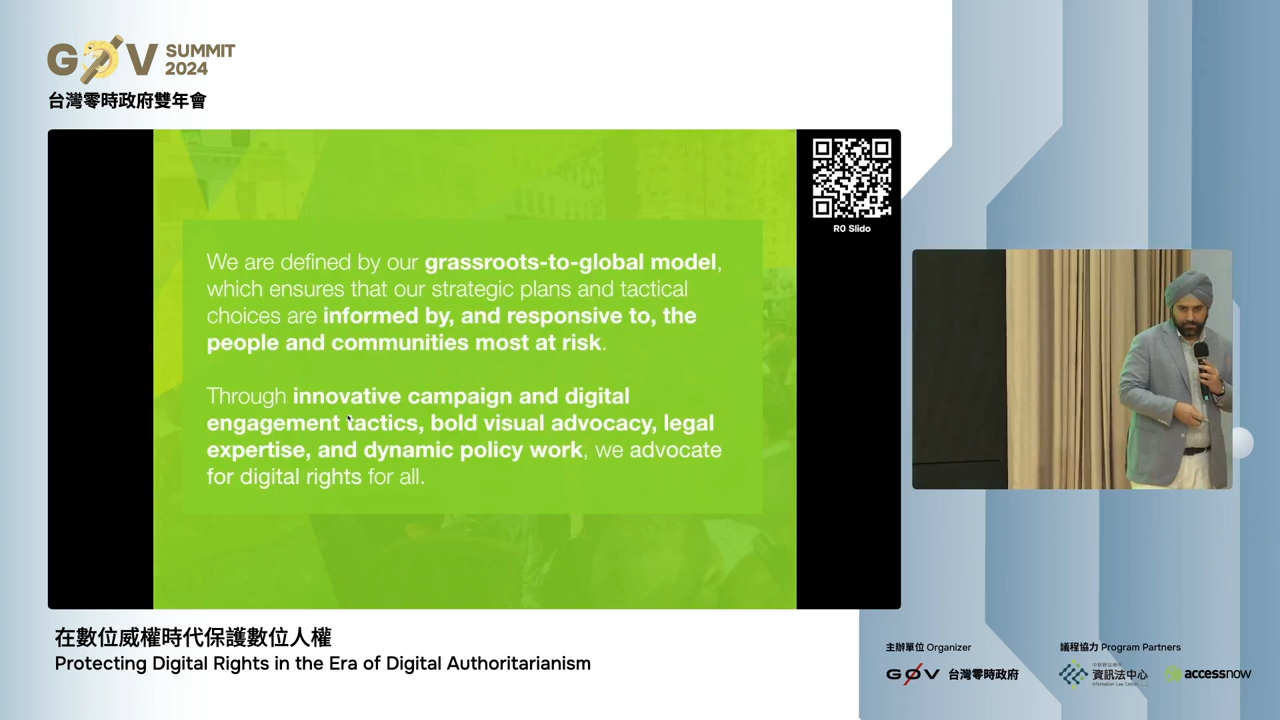 G0V SUMMIT
2024
台灣零時政府雙年會
We are defined by our grassroots-to-global model,
which ensures that our strategic plans and tactical
choices are informed by, and responsive to, the
people and communities most at risk.
Through innovative campaign and digital
engagement tactics, bold visual advocacy, legal
expertise, and dynamic policy work, we advocate
for digital rights for all.
R0 Slido
在數位威權時代保護數位人權
Protecting Digital Rights in the Era of Digital Authoritarianism
主辦單位 Organizer
G0V 台灣零時政府
議程協力 Program Partners
資訊法中心
Information Law Center
accessnow